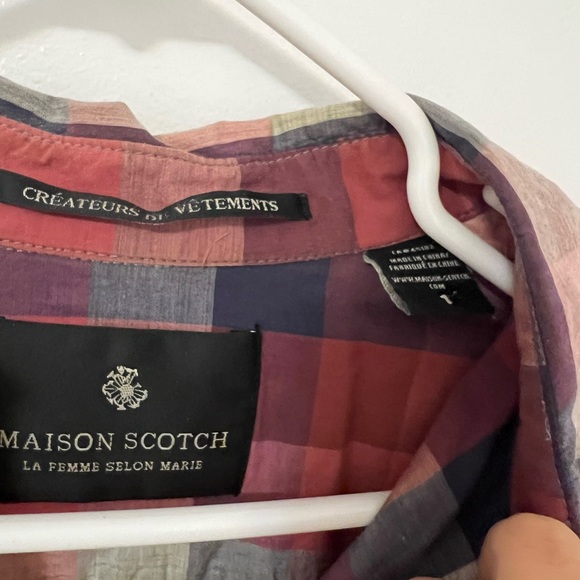 CRÉATEURS DE VÊTEMENTS
MADE IN CHINA/
FABRIQUÉ EN CHINE
WWW.MAISON-SCOTCH.
COM
1
MAISON SCOTCH
LA FEMME SELON MARIE